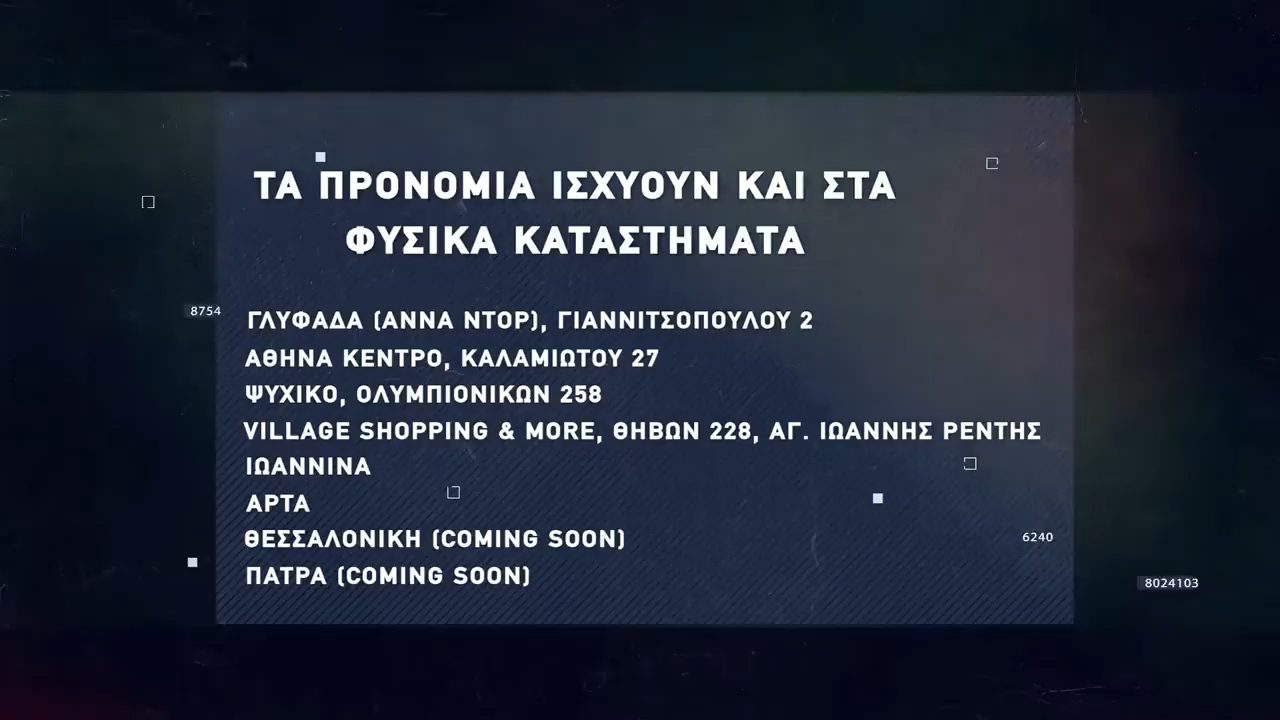 ΤΑ ΠΡΟΝΟΜΙΑ ΙΣΧΥΟΥΝ ΚΑΙ ΣΤΑ
ΦΥΣΙΚΑ ΚΑΤΑΣΤΗΜΑΤΑ
8754
ΓΛΥΦΑΔΑ (ΑΝΝΑ ΝΤΟΡ), ΓΙΑΝΝΙΤΣΟΠΟΥΛΟΥ 2
ΑΘΗΝΑ ΚΕΝΤΡΟ, ΚΑΛΑΜΙΩΤΟΥ 27
ΨΥΧΙΚΟ, ΟΛΥΜΠΙΟΝΙΚΩΝ 258
VILLAGE SHOPPING & MORE, ΘΗΒΩΝ 228, ΑΓ. ΙΩΑΝΝΗΣ ΡΕΝΤΗΣ
ΙΩΑΝΝΙΝΑ
ΑΡΤΑ
ΘΕΣΣΑΛΟΝΙΚΗ (COMING SOON)
6240
ΠΑΤΡΑ (COMING SOON)
8024103